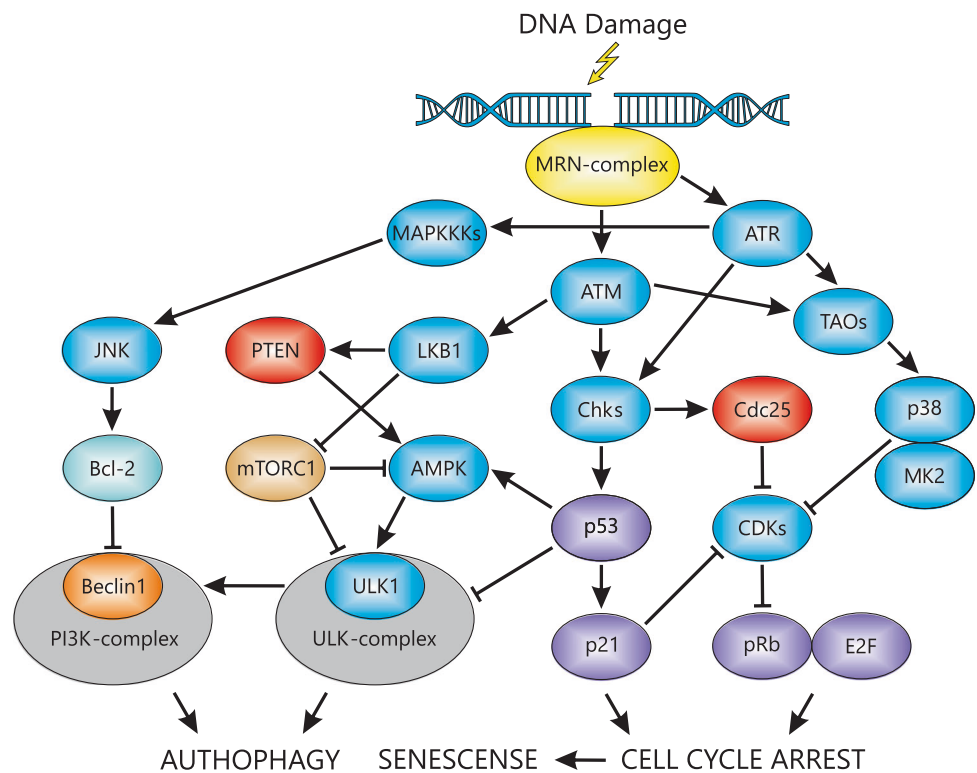 DNA Damage
MRN-complex
MAPKKKs
ATR
ATM
TAOs
JNK
PTEN
LKB1
Chks
Cdc25
p38
Bcl-2
mTORC1
AMPK
MK2
p53
CDKs
Beclin1
ULK1
PI3K-complex
ULK-complex
p21
pRb
E2F
AUTHOPHAGY
SENESCENSE
CELL CYCLE ARREST